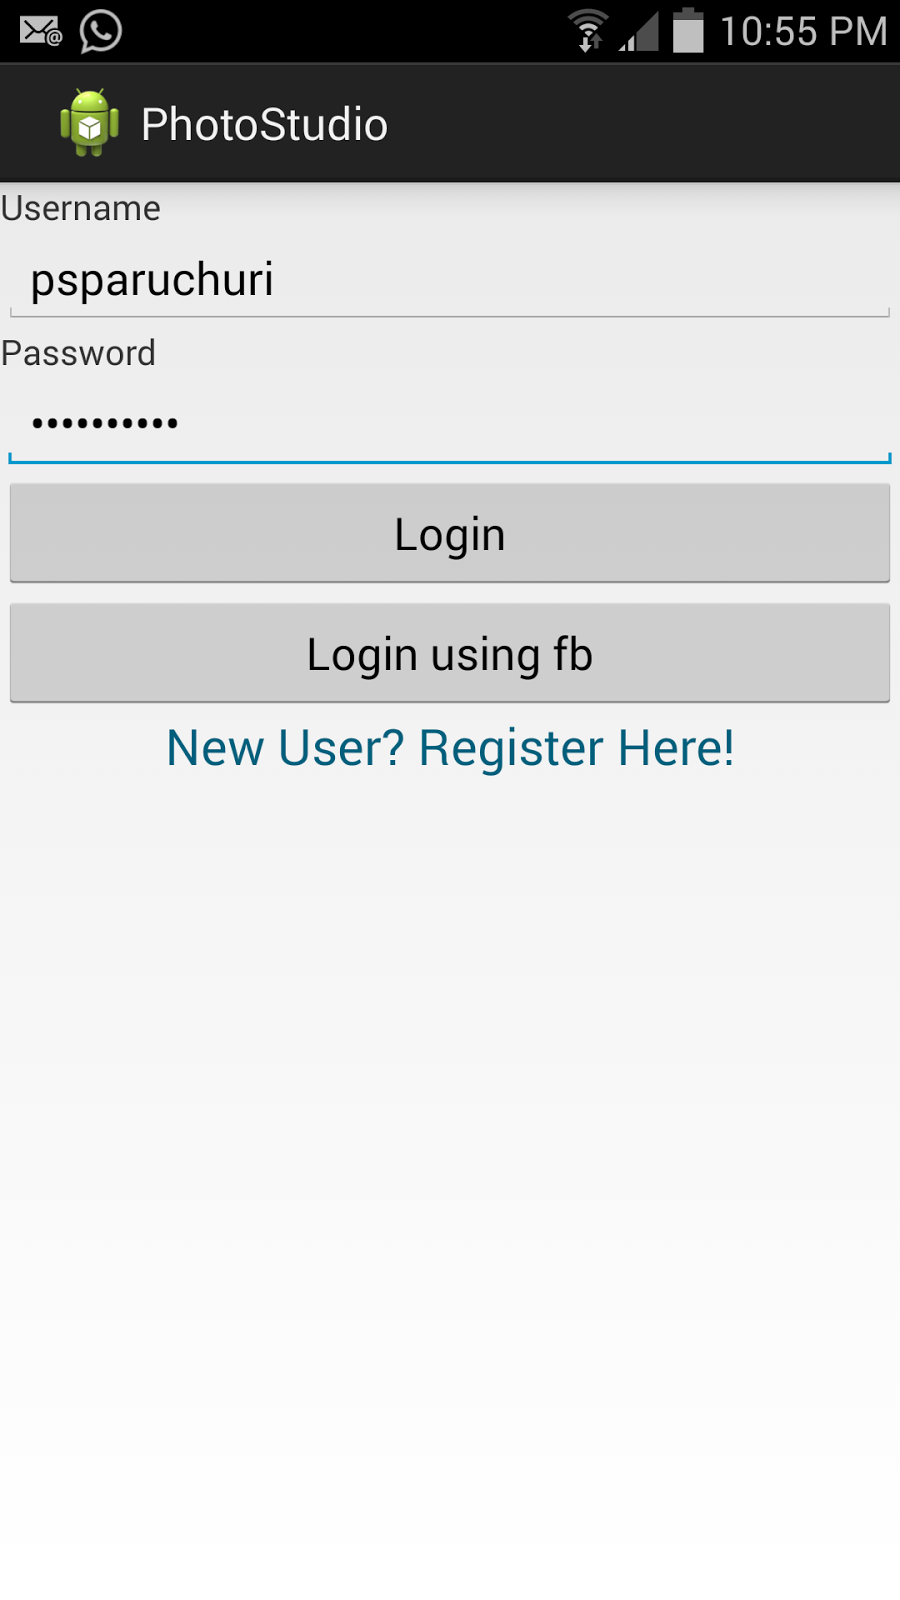 10:55 PM
PhotoStudio
Username
psparuchuri
Password
••••••••••
Login
Login using fb
New User? Register Here!